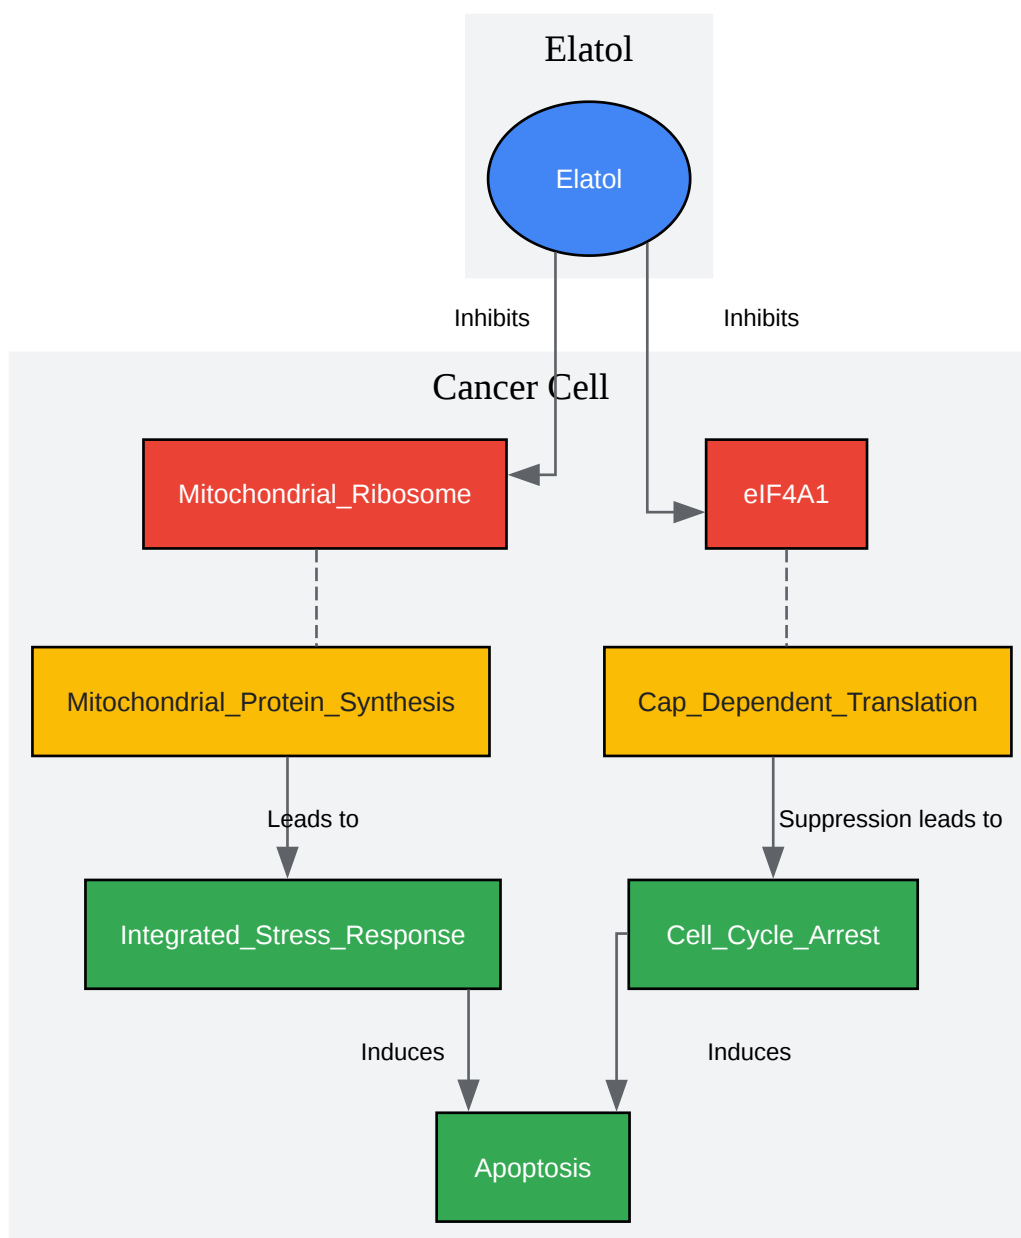 Elatol
Elatol
Inhibits
Inhibits
Cancer Cell
Mitochondrial_Ribosome
eIF4A1
Mitochondrial_Protein_Synthesis
Cap_Dependent_Translation
Leads to
Suppression leads to
Integrated_Stress_Response
Cell_Cycle_Arrest
Induces
Induces
Apoptosis